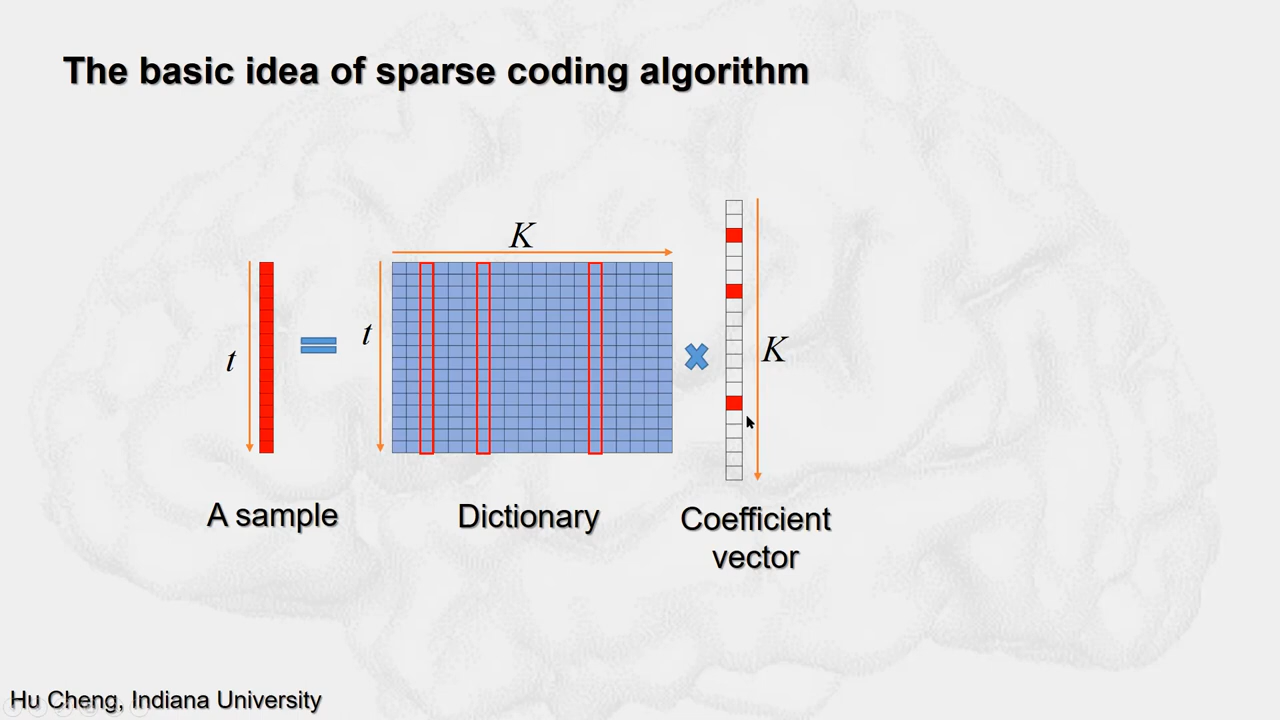 The basic idea of sparse coding algorithm
K
t
t
K
A sample
Dictionary
Coefficient
vector
Hu Cheng, Indiana University